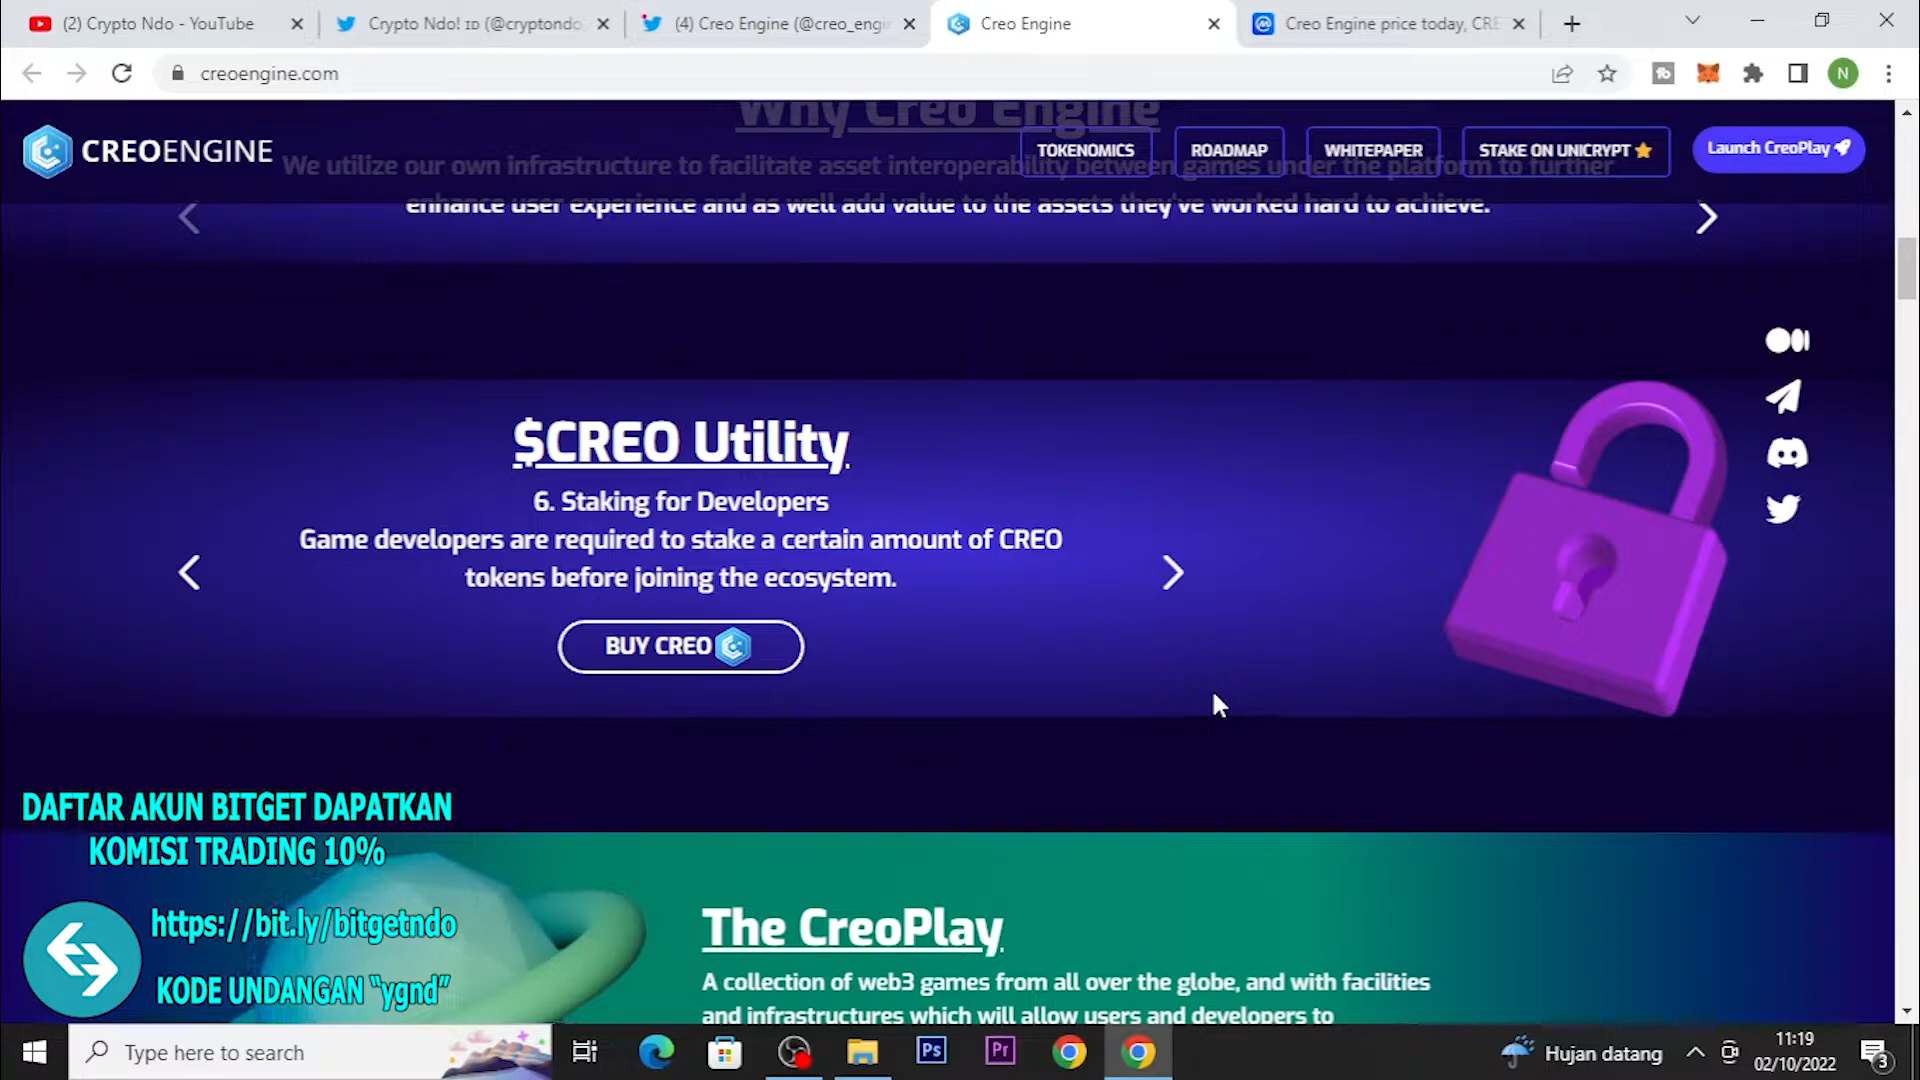 (2) Crypto Ndo - YouTube
Crypto Ndo! ɪᴅ (@cryptondo
(4) Creo Engine (@creo_engi
Creo Engine
Creo Engine price today, CRE
creoengine.com
N
Why Creo Engine
CREOENGINE
TOKENOMICS
ROADMAP
WHITEPAPER
STAKE ON UNICRYPT
Launch CreoPlay
We utilize our own infrastructure to facilitate asset interoperability between games under the platform to further
enhance user experience and as well add value to the assets they've worked hard to achieve.
$CREO Utility
6. Staking for Developers
Game developers are required to stake a certain amount of CREO
tokens before joining the ecosystem.
BUY CREO
DAFTAR AKUN BITGET DAPATKAN
KOMISI TRADING 10%
https://bit.ly/bitgetndo
KODE UNDANGAN “ygnd”
The CreoPlay
A collection of web3 games from all over the globe, and with facilities
and infrastructures which will allow users and developers to
Type here to search
Ps
Pr
Hujan datang
11:19
02/10/2022
3